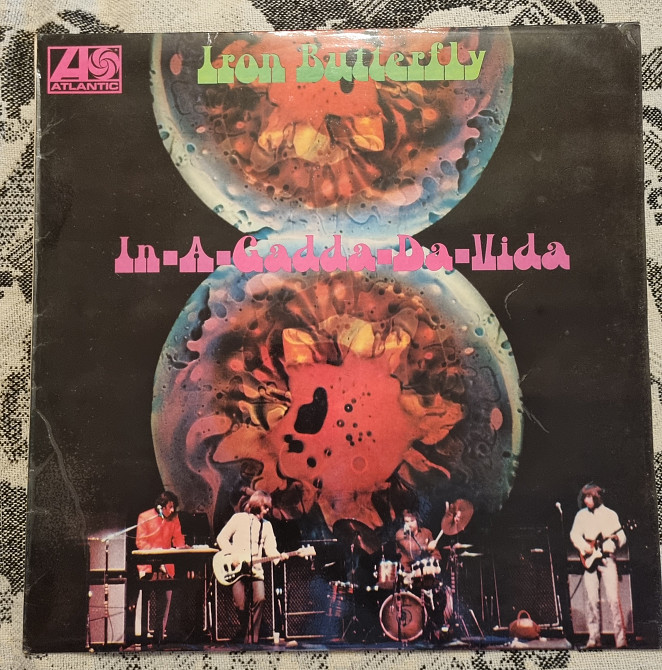 ATLANTIC
Iron Butterfly
In-A-Gadda-Da-Vida